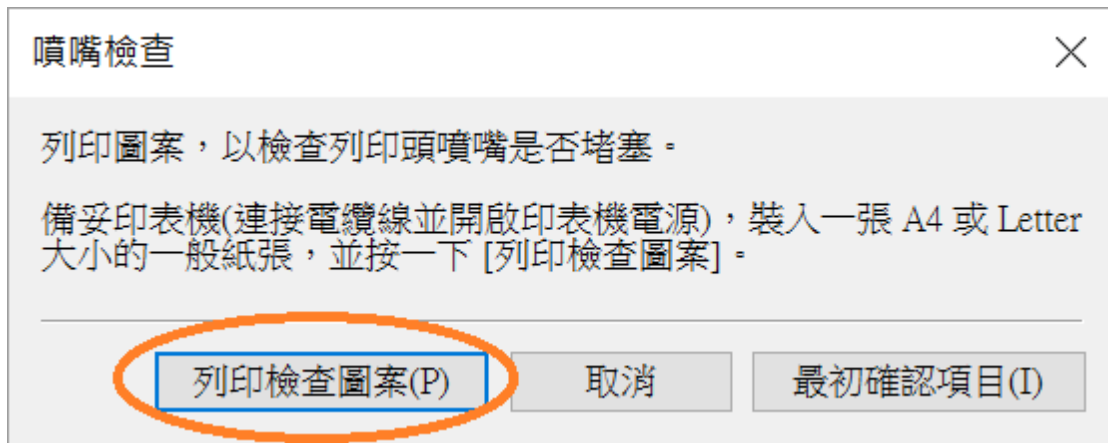 噴嘴檢查
列印圖案，以檢查列印頭噴嘴是否堵塞。
備妥印表機(連接電纜線並開啟印表機電源)，裝入一張 A4 或 Letter
大小的一般紙張，並按一下 [列印檢查圖案]。
列印檢查圖案(P) 取消 最初確認項目(I)